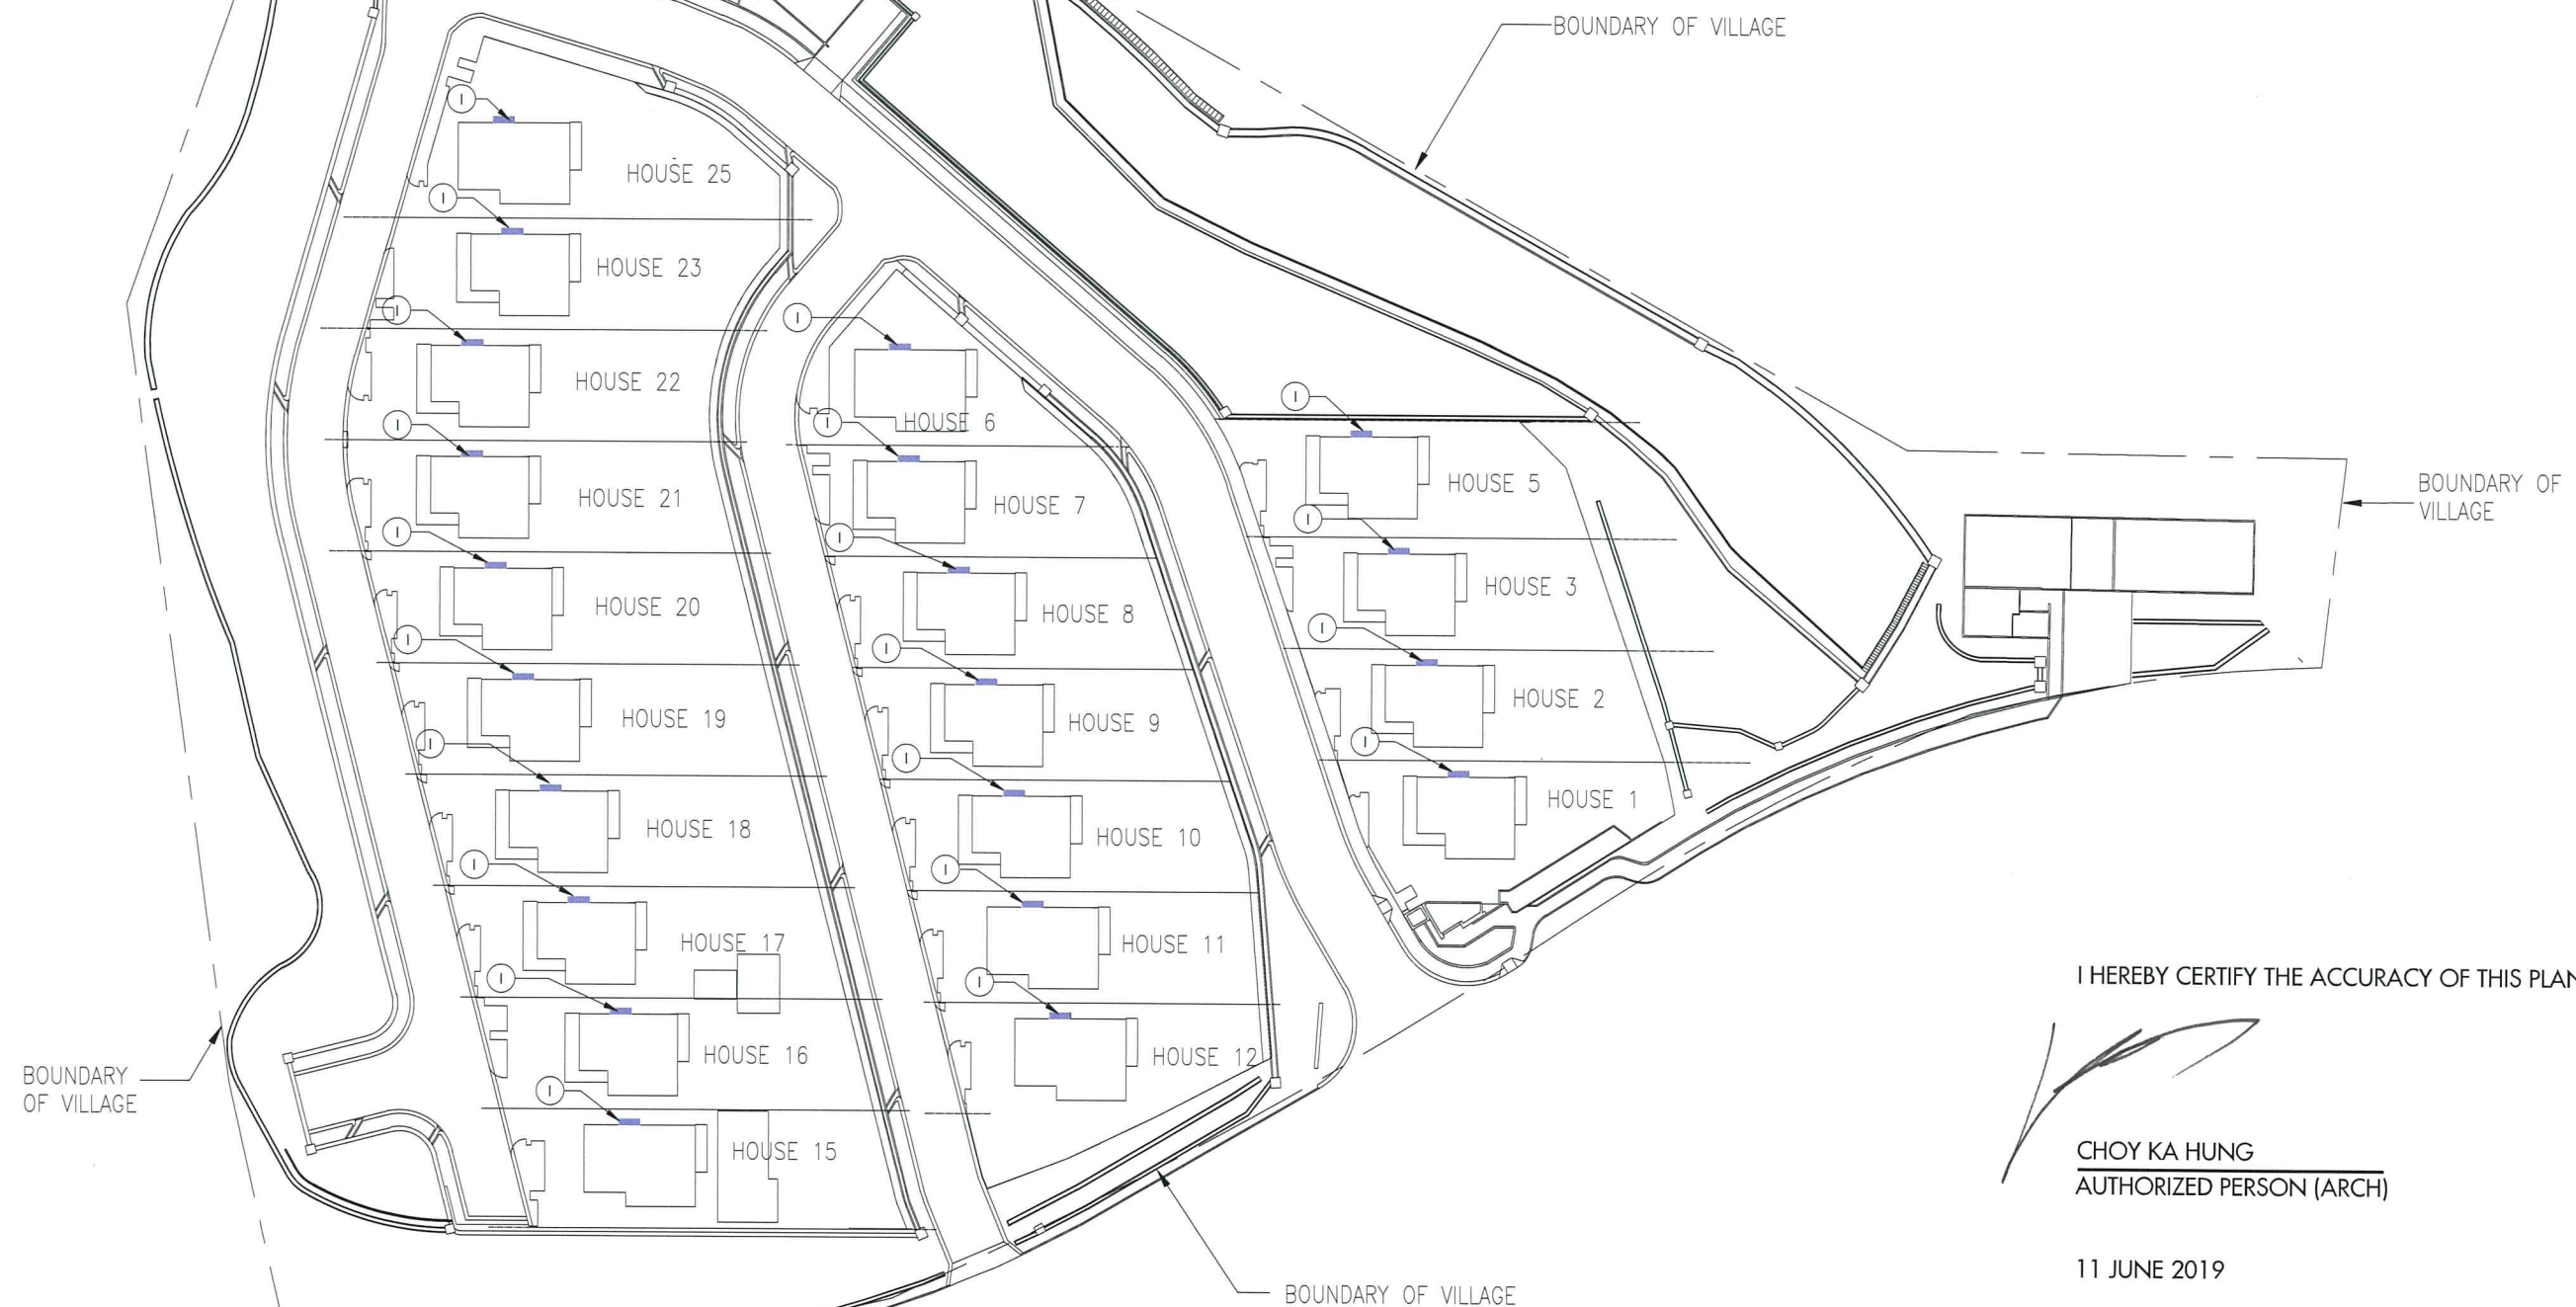 BOUNDARY OF VILLAGE
I
HOUSE 25
I
HOUSE 23
I
HOUSE 22
I
HOUSE 21
I
HOUSE 20
I
HOUSE 19
I
HOUSE 18
I
HOUSE 17
I
HOUSE 16
I
HOUSE 15
I
HOUSE 6
I
HOUSE 7
I
HOUSE 8
I
HOUSE 9
I
HOUSE 10
I
HOUSE 11
I
HOUSE 12
I
HOUSE 5
I
HOUSE 3
I
HOUSE 2
I
HOUSE 1
BOUNDARY OF
VILLAGE
BOUNDARY
OF VILLAGE
BOUNDARY OF VILLAGE
I HEREBY CERTIFY THE ACCURACY OF THIS PLAN
CHOY KA HUNG
AUTHORIZED PERSON (ARCH)
11 JUNE 2019